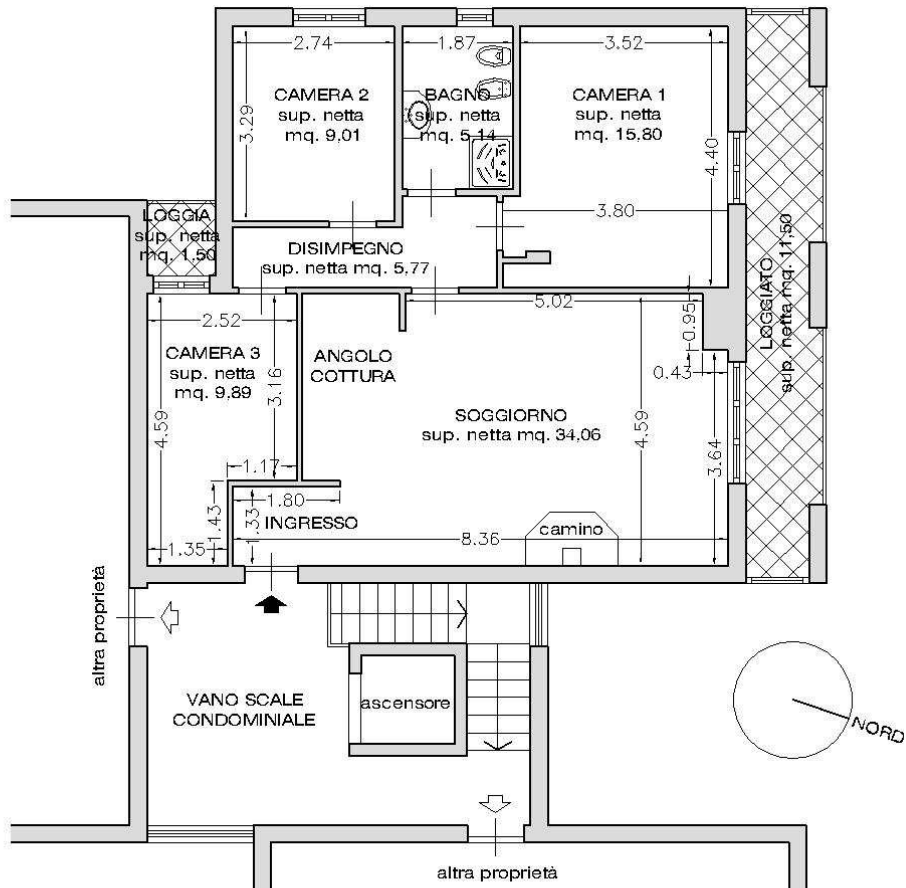 2.74
1.87
3.52
CAMERA 2
sup. netta
mq. 9,01
3.29
BAGNO
sup. netta
mq. 5,14
CAMERA 1
sup. netta
mq. 15,80
4.40
3.80
LOGGIA
sup. netta
mq. 1,50
DISIMPEGNO
sup. netta mq. 5,77
LOGGIATO
sup. netta mq. 11,50
2.52
5.02
0.95
0.43
CAMERA 3
sup. netta
mq. 9,89
3.16
4.59
ANGOLO
COTTURA
SOGGIORNO
sup. netta mq. 34,06
4.59
3.64
1.17
1.80
1.43
1.33
INGRESSO
1.35
8.36
camino
altra proprietà
VANO SCALE
CONDOMINIALE
ascensore
NORD
altra proprietà